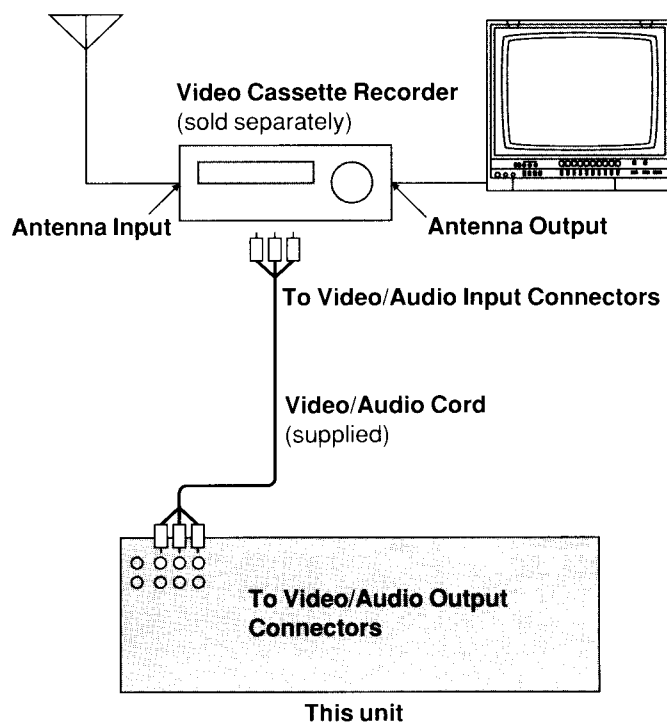 Video Cassette Recorder
(sold separately)
Antenna Input
Antenna Output
To Video/Audio Input Connectors
Video/Audio Cord
(supplied)
To Video/Audio Output
Connectors
This unit